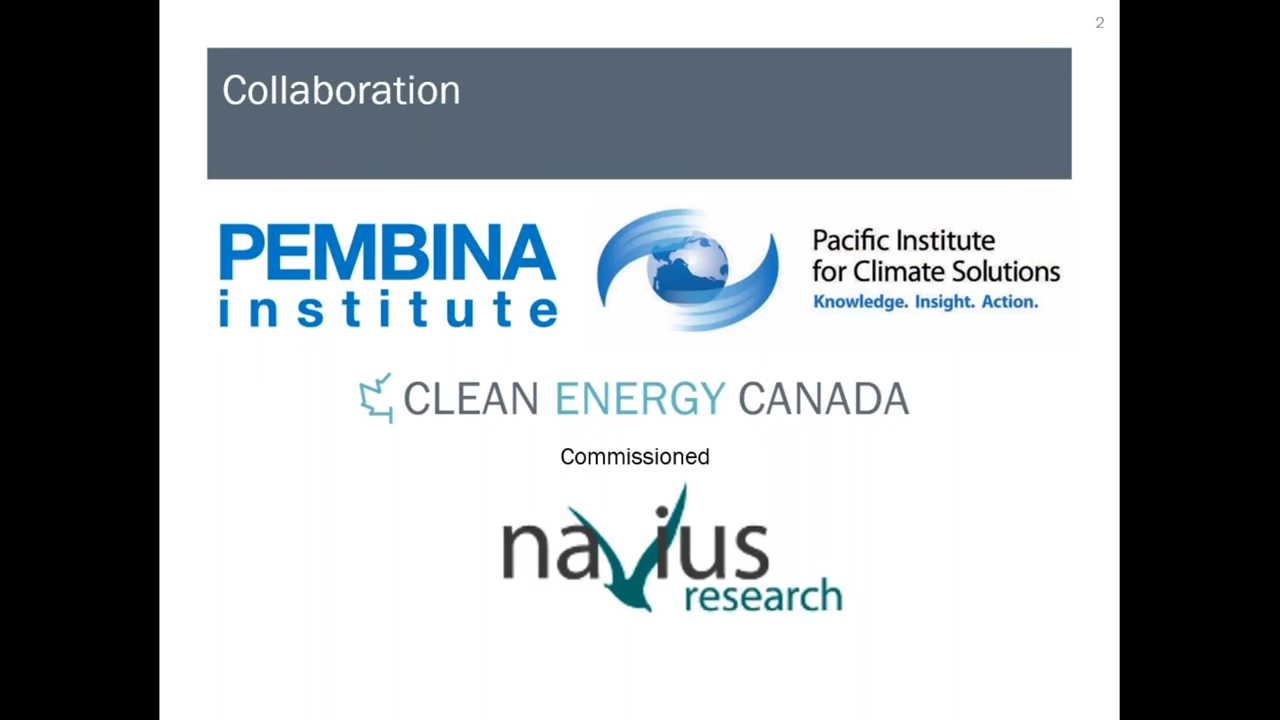 2
Collaboration
PEMBINA
institute
Pacific Institute
for Climate Solutions
Knowledge. Insight. Action.
CLEAN ENERGY CANADA
Commissioned
navius
research